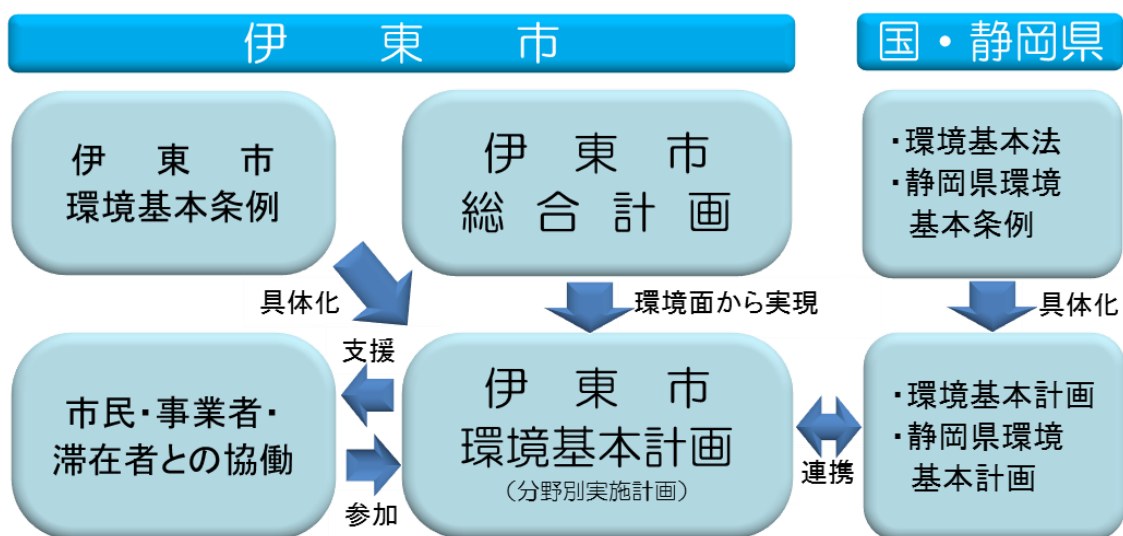 伊東市
国・静岡県
伊東市
環境基本条例
伊東市
総合計画
・環境基本法
・静岡県環境
基本条例
具体化
環境面から実現
具体化
支援
市民・事業者・
滞在者との協働
参加
伊東市
環境基本計画
（分野別実施計画）
連携
・環境基本計画
・静岡県環境
基本計画